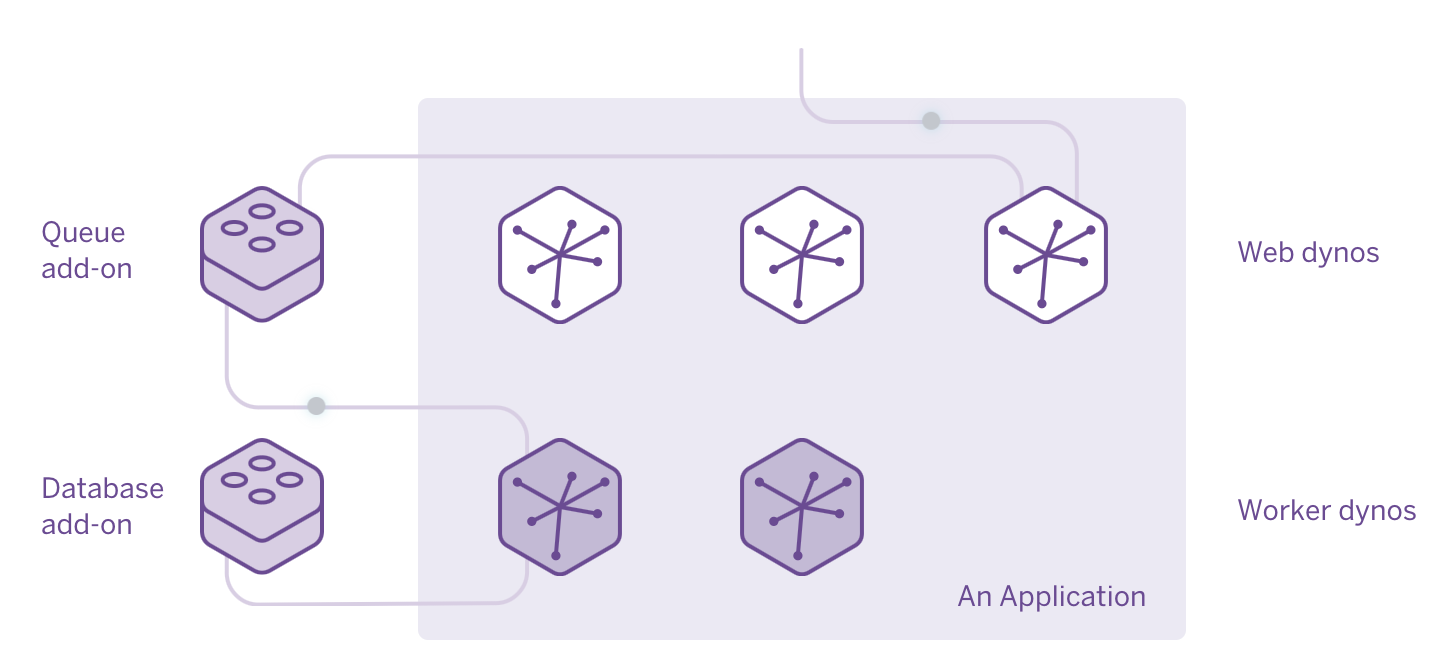 Queue
add-on
Web dynos
Database
add-on
Worker dynos
An Application